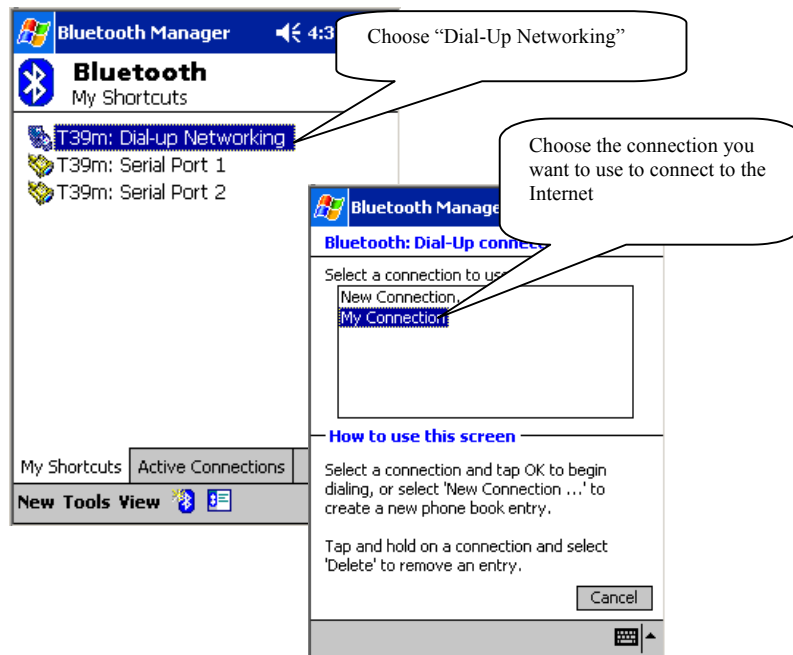 Bluetooth Manager
4:3
Choose “Dial-Up Networking”
Bluetooth
My Shortcuts
T39m: Dial-up Networking
T39m: Serial Port 1
T39m: Serial Port 2
My Shortcuts
Active Connections
New Tools View
Choose the connection you
want to use to connect to the
Internet
Bluetooth Manage
Bluetooth: Dial-Up connec
Select a connection to us
New Connection.
My Connection
How to use this screen
Select a connection and tap OK to begin
dialing, or select 'New Connection ...' to
create a new phone book entry.
Tap and hold on a connection and select
'Delete' to remove an entry.
Cancel